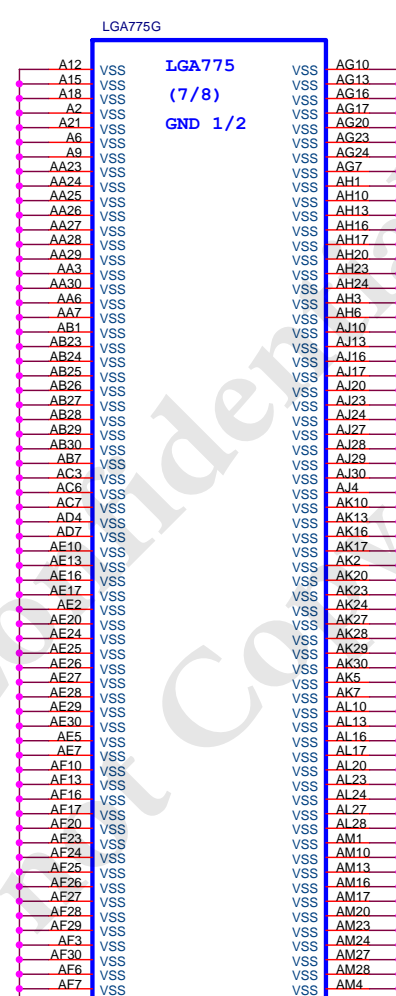 LGA775G
LGA775
(7/8)
GND 1/2
A12 VSS VSS AG10
A15 VSS VSS AG13
A18 VSS VSS AG16
A2 VSS VSS AG17
A21 VSS VSS AG20
A6 VSS VSS AG23
A9 VSS VSS AG24
AA23 VSS VSS AG7
AA24 VSS VSS AH1
AA25 VSS VSS AH10
AA26 VSS VSS AH13
AA27 VSS VSS AH16
AA28 VSS VSS AH17
AA29 VSS VSS AH20
AA3 VSS VSS AH23
AA30 VSS VSS AH24
AA6 VSS VSS AH3
AA7 VSS VSS AH6
AB1 VSS VSS AJ10
AB23 VSS VSS AJ13
AB24 VSS VSS AJ16
AB25 VSS VSS AJ17
AB26 VSS VSS AJ20
AB27 VSS VSS AJ23
AB28 VSS VSS AJ24
AB29 VSS VSS AJ27
AB30 VSS VSS AJ28
AB7 VSS VSS AJ29
AC3 VSS VSS AJ30
AC6 VSS VSS AJ4
AC7 VSS VSS AK10
AD4 VSS VSS AK13
AD7 VSS VSS AK16
AE10 VSS VSS AK17
AE13 VSS VSS AK2
AE16 VSS VSS AK20
AE17 VSS VSS AK23
AE2 VSS VSS AK24
AE20 VSS VSS AK27
AE24 VSS VSS AK28
AE25 VSS VSS AK29
AE26 VSS VSS AK30
AE27 VSS VSS AK5
AE28 VSS VSS AK7
AE29 VSS VSS AL10
AE30 VSS VSS AL13
AE5 VSS VSS AL16
AE7 VSS VSS AL17
AF10 VSS VSS AL20
AF13 VSS VSS AL23
AF16 VSS VSS AL24
AF17 VSS VSS AL27
AF20 VSS VSS AL28
AF23 VSS VSS AM1
AF24 VSS VSS AM10
AF25 VSS VSS AM13
AF26 VSS VSS AM16
AF27 VSS VSS AM17
AF28 VSS VSS AM20
AF29 VSS VSS AM23
AF3 VSS VSS AM24
AF30 VSS VSS AM27
AF6 VSS VSS AM28
AF7 VSS VSS AM4